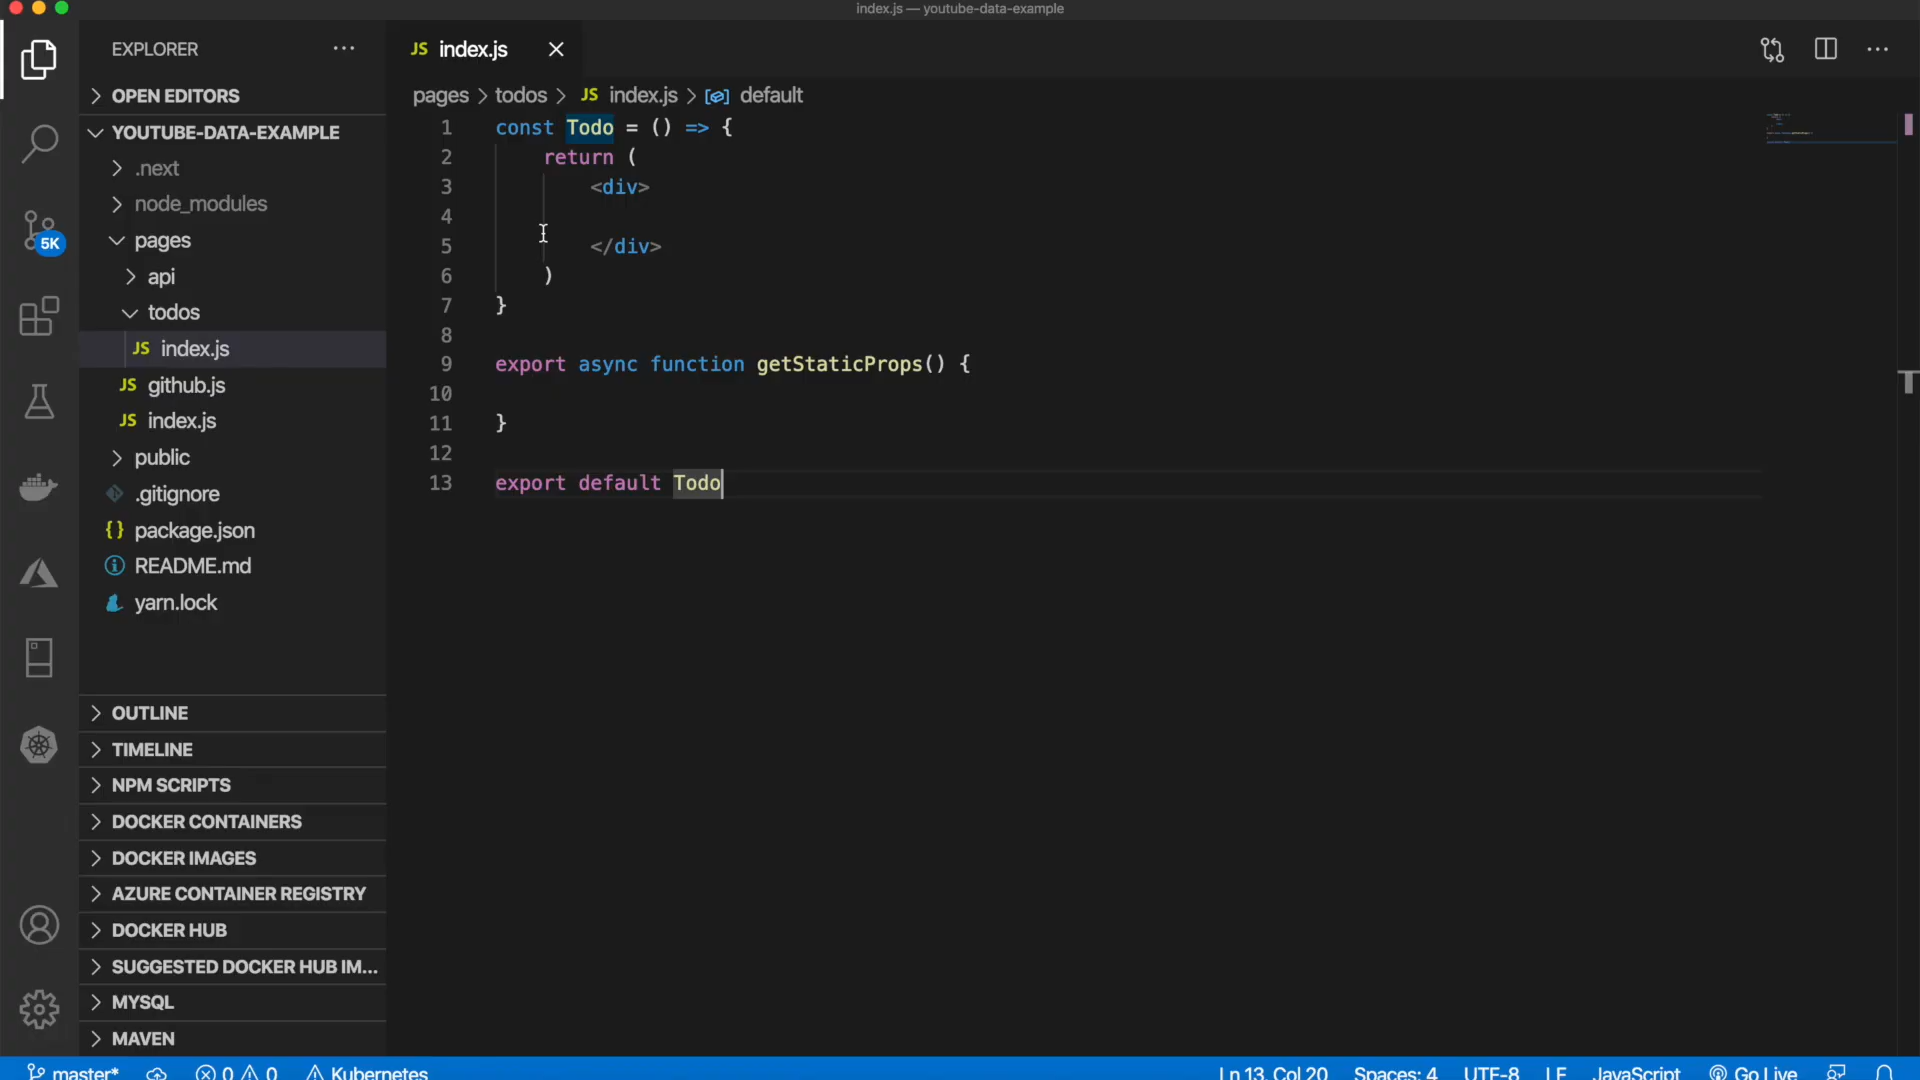 index.js — youtube-data-example
EXPLORER
JS index.js
OPEN EDITORS
pages > todos > JS index.js > default
YOUTUBE-DATA-EXAMPLE
.next
node_modules
pages
api
todos
JS index.js
JS github.js
JS index.js
public
.gitignore
{} package.json
README.md
yarn.lock
5K
1 const Todo = () => {
2 return (
3 <div>
4
5 </div>
6 )
7 }
8
9 export async function getStaticProps() {
10
11 }
12
13 export default Todo
OUTLINE
TIMELINE
NPM SCRIPTS
DOCKER CONTAINERS
DOCKER IMAGES
AZURE CONTAINER REGISTRY
DOCKER HUB
SUGGESTED DOCKER HUB IM...
MYSQL
MAVEN
master* 0 0 Kubernetes Ln 13, Col 20 Spaces: 4 UTF-8 LF JavaScript Go Live